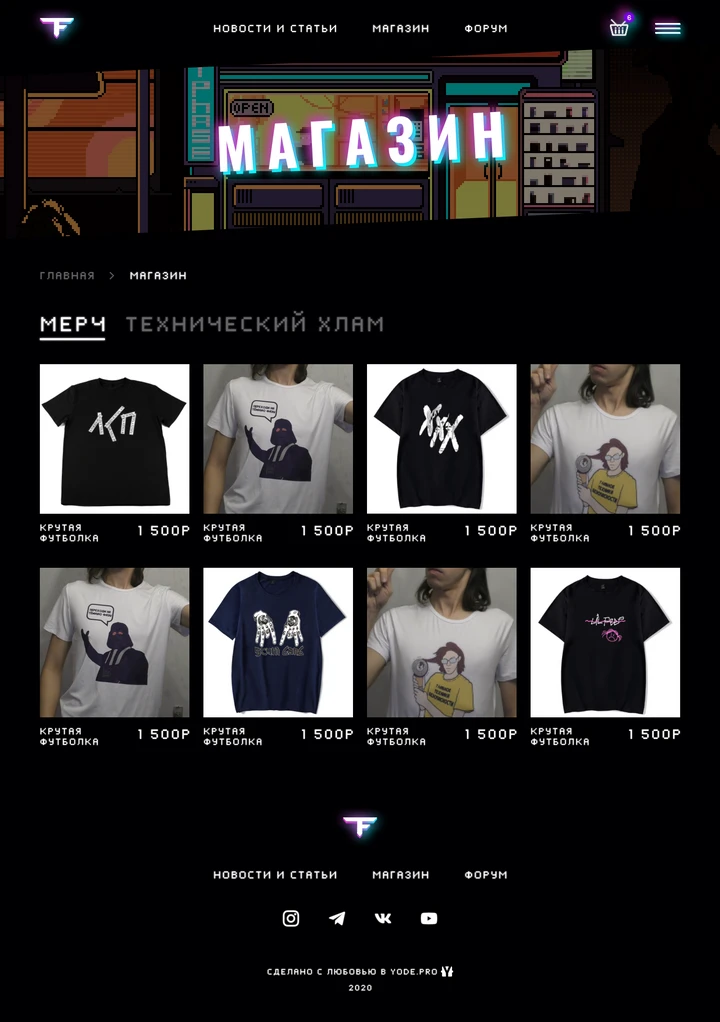 НОВОСТИ И СТАТЬИ
МАГАЗИН
ФОРУМ
6
OPEN
МАГАЗИН
ГЛАВНАЯ > МАГАЗИН
МЕРЧ
ТЕХНИЧЕСКИЙ ХЛАМ
ЛСП
КРУТАЯ
ФУТБОЛКА
1 500Р
КРУТАЯ
ФУТБОЛКА
1 500Р
КРУТАЯ
ФУТБОЛКА
1 500Р
КРУТАЯ
ФУТБОЛКА
1 500Р
КРУТАЯ
ФУТБОЛКА
1 500Р
КРУТАЯ
ФУТБОЛКА
1 500Р
КРУТАЯ
ФУТБОЛКА
1 500Р
КРУТАЯ
ФУТБОЛКА
1 500Р
НОВОСТИ И СТАТЬИ
МАГАЗИН
ФОРУМ
СДЕЛАНО С ЛЮБОВЬЮ В YODE.PRO
2020